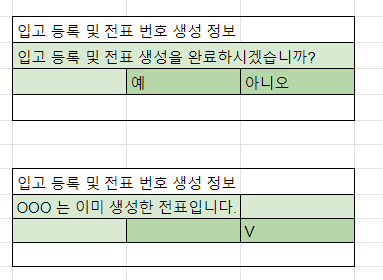 입고 등록 및 전표 번호 생성 정보
입고 등록 및 전표 생성을 완료하시겠습니까?
예 아니오
입고 등록 및 전표 번호 생성 정보
OOO 는 이미 생성한 전표입니다.
V